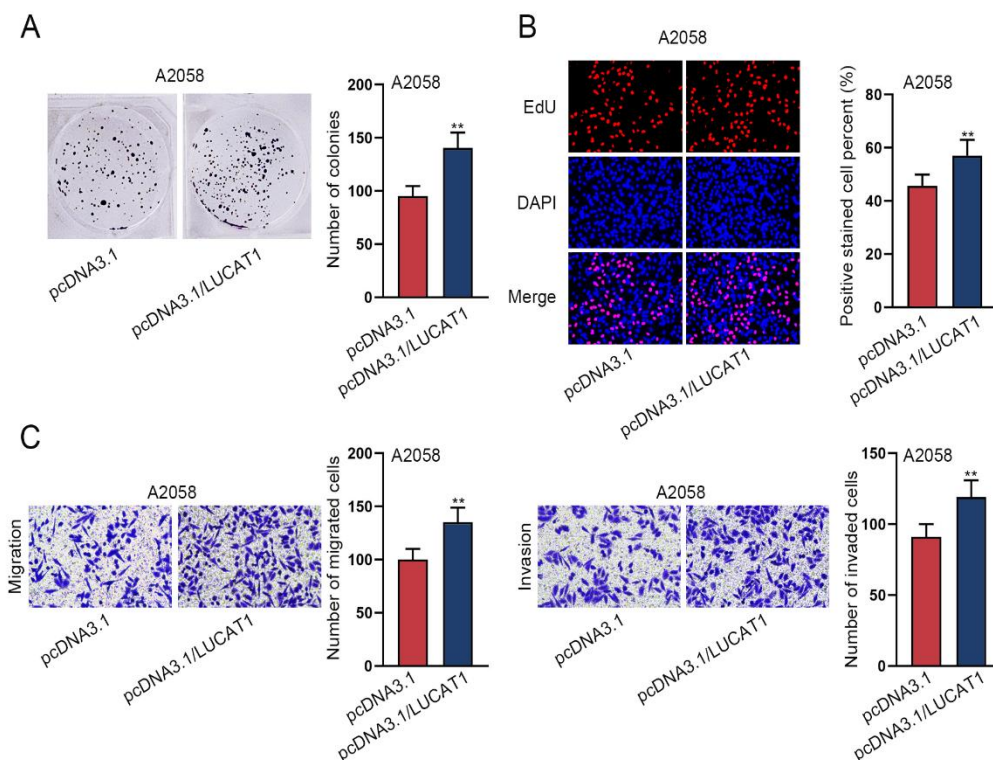 A
A2058
pcDNA3.1
pcDNA3.1/LUCAT1
Number of colonies
200
150
100
50
0
A2058
**
pcDNA3.1
pcDNA3.1/LUCAT1
B
A2058
EdU
DAPI
Merge
pcDNA3.1
pcDNA3.1/LUCAT1
Positive stained cell percent (%)
80
60
40
20
0
A2058
**
pcDNA3.1
pcDNA3.1/LUCAT1
C
A2058
Migration
pcDNA3.1
pcDNA3.1/LUCAT1
Number of migrated cells
200
150
100
50
0
A2058
**
pcDNA3.1
pcDNA3.1/LUCAT1
A2058
Invasion
pcDNA3.1
pcDNA3.1/LUCAT1
Number of invaded cells
150
100
50
0
A2058
**
pcDNA3.1
pcDNA3.1/LUCAT1